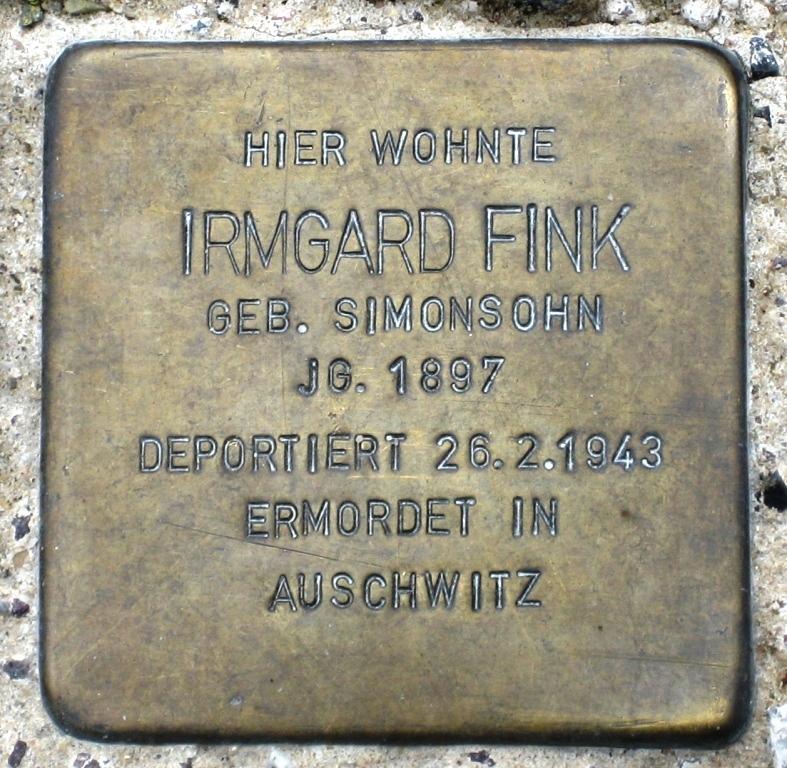 HIER WOHNTE
IRMGARD FINK
GEB. SIMONSOHN
JG. 1897
DEPORTIERT 26.2.1943
ERMORDET IN
AUSCHWITZ